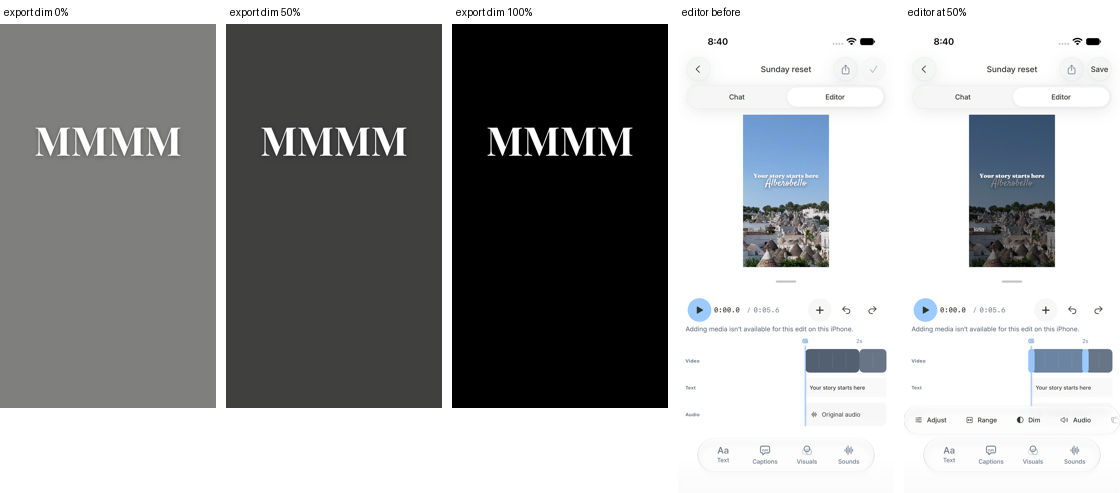 export dim 0%
export dim 50%
export dim 100%
editor before
editor at 50%
MMMM
MMMM
MMMM
8:40
Sunday reset
Chat
Editor
Your story starts here
Alberobello
0:00.0 / 0:05.6
Adding media isn't available for this edit on this iPhone.
0s
2s
Video
Text
Your story starts here
Audio
Original audio
Aa
Text
Captions
Visuals
Sounds
8:40
Sunday reset
Save
Chat
Editor
Your story starts here
Alberobello
0:00.0 / 0:05.6
Adding media isn't available for this edit on this iPhone.
0s
2s
Video
Text
Your story starts here
Adjust
Range
Dim
Audio
Aa
Text
Captions
Visuals
Sounds